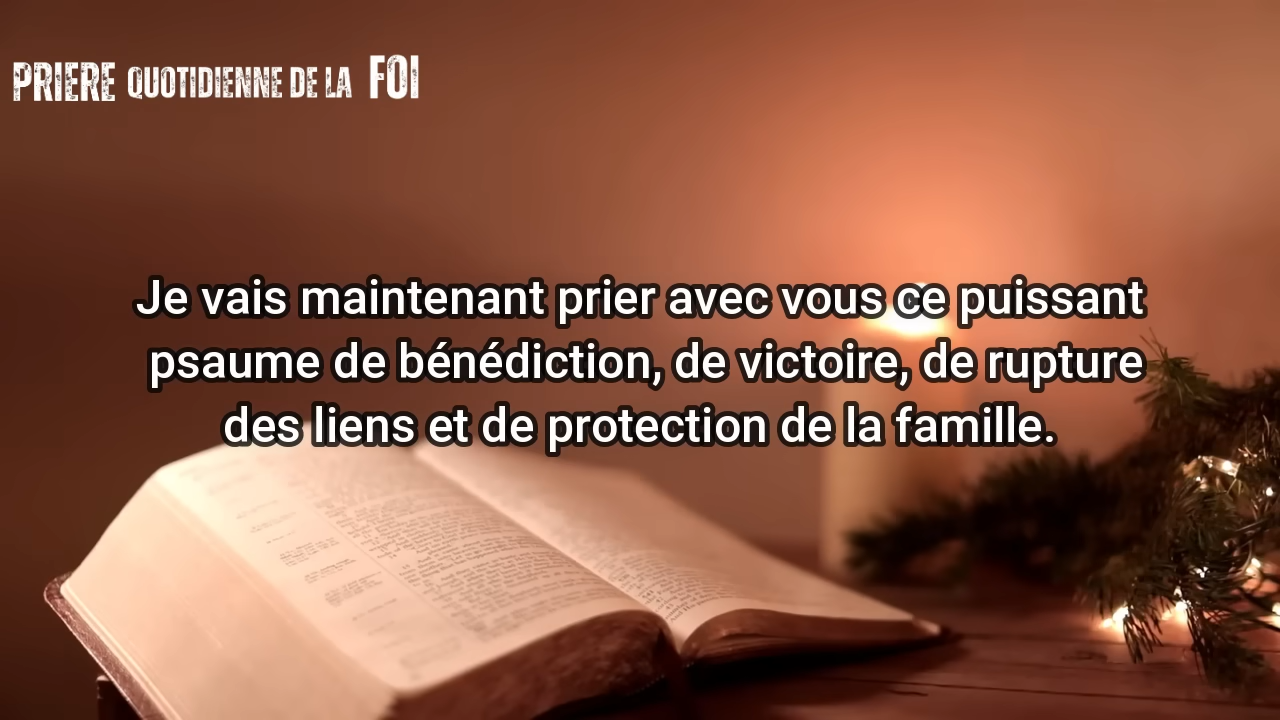 PRIERE QUOTIDIENNE DE LA FOI
Je vais maintenant prier avec vous ce puissant
psaume de bénédiction, de victoire, de rupture
des liens et de protection de la famille.